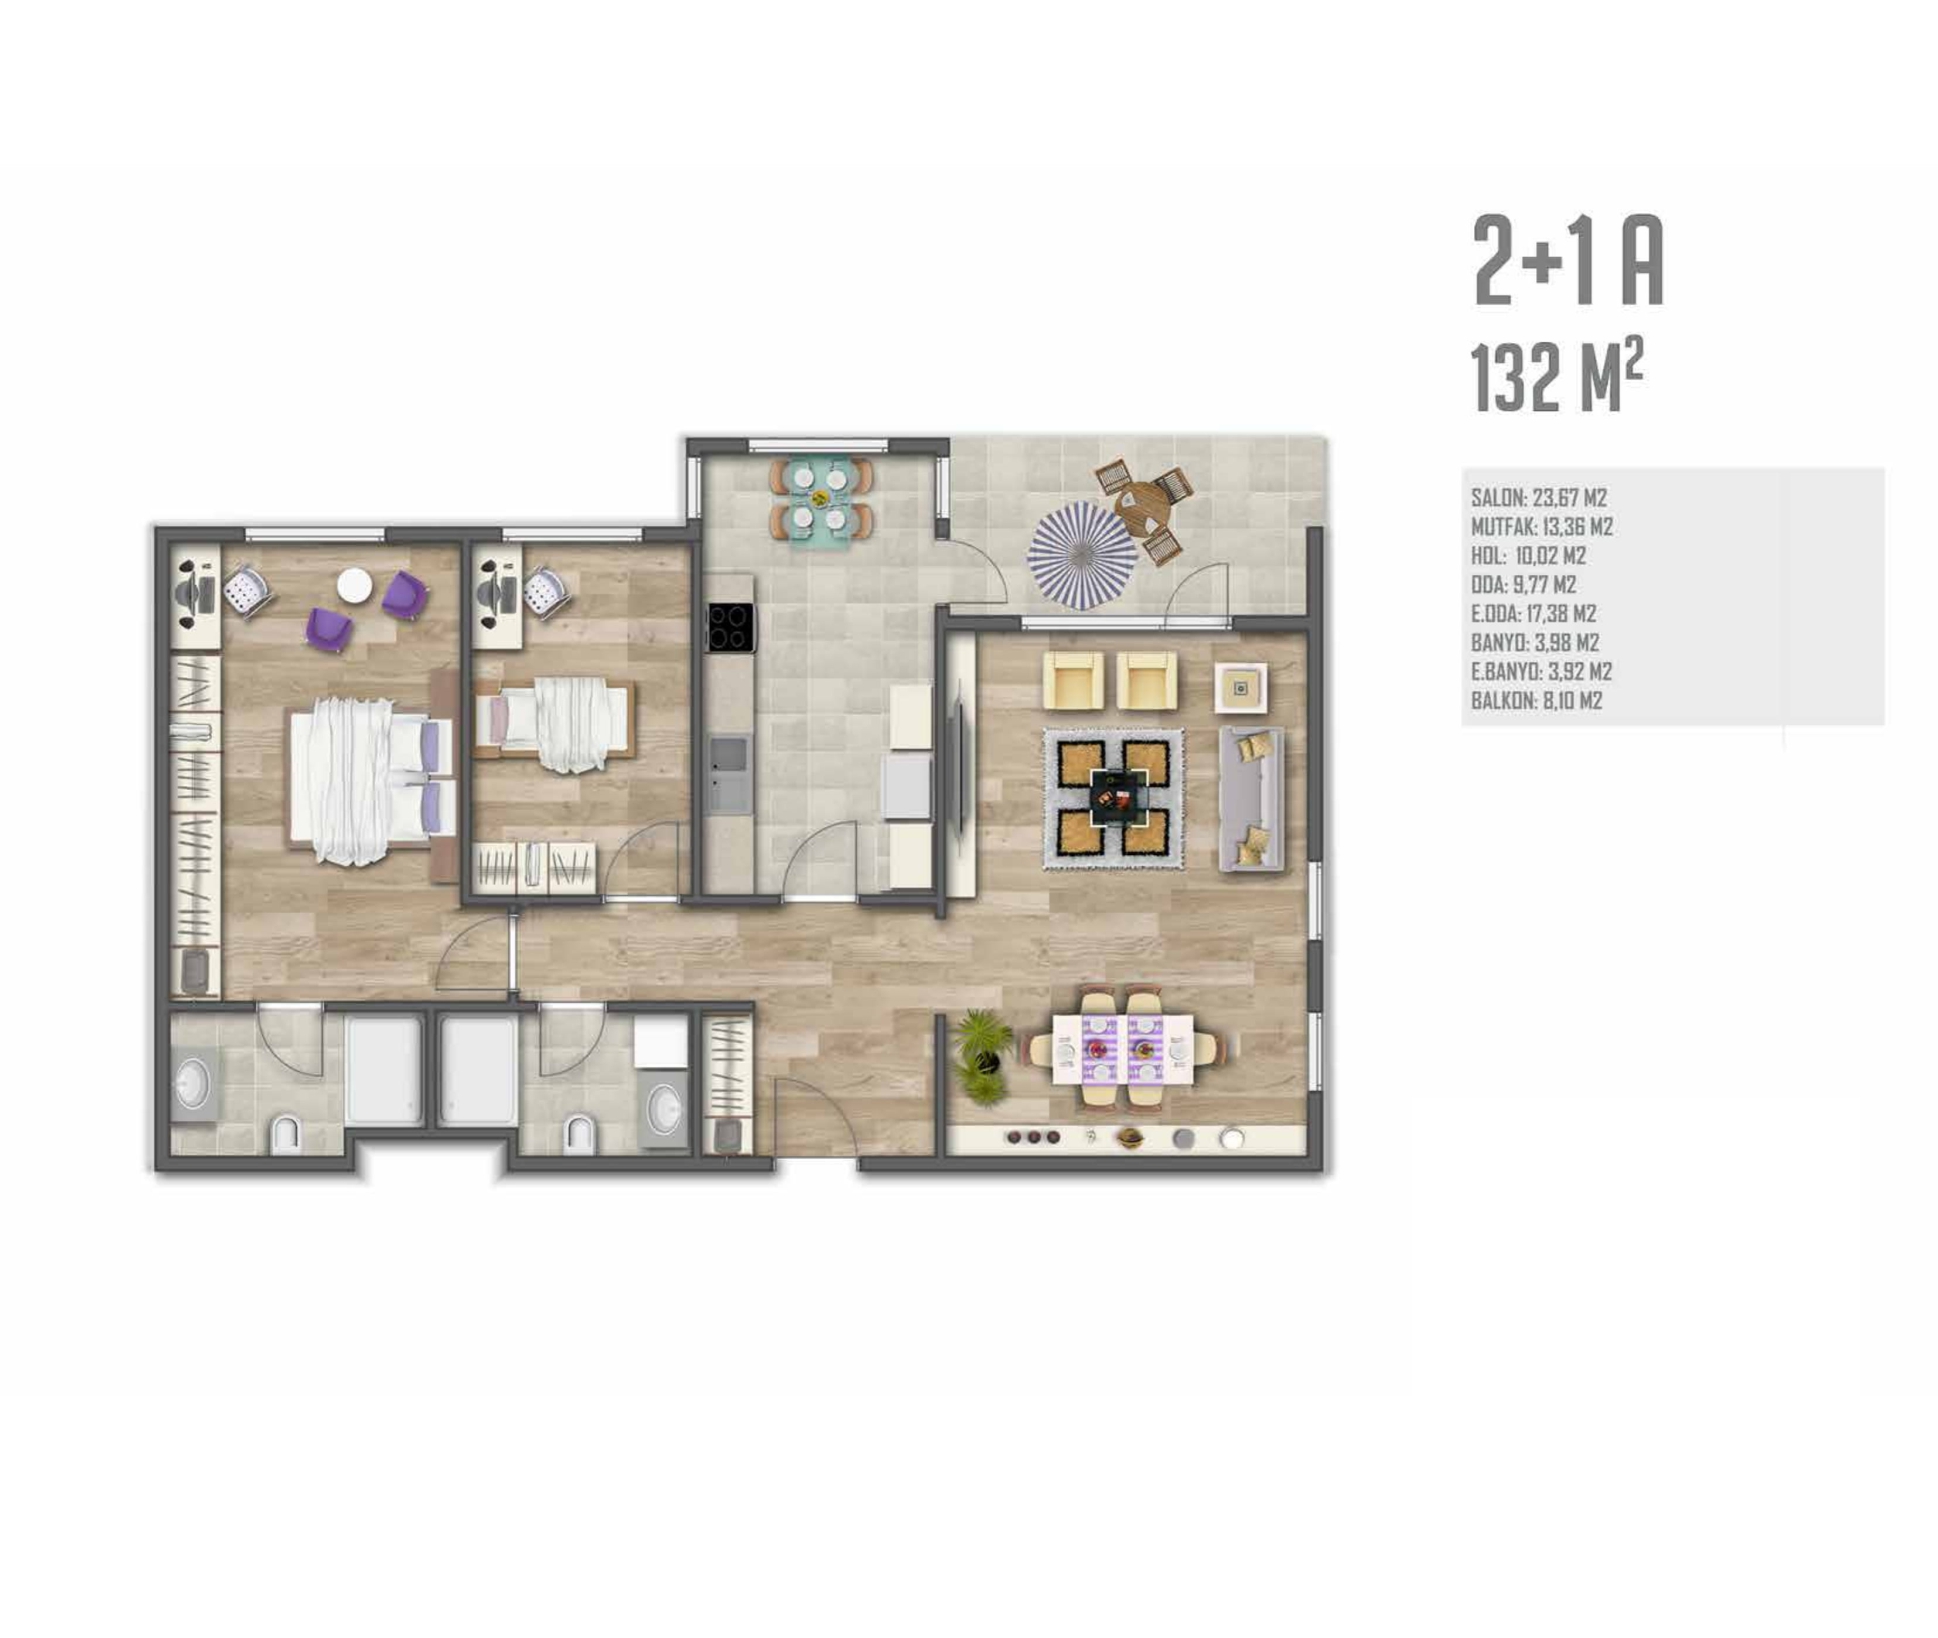 2+1 A
132 M²
SALON: 23,67 M2
MUTFAK: 13,36 M2
HOL: 10,02 M2
ODA: 9,77 M2
E.ODA: 17,38 M2
BANYO: 3,98 M2
E.BANYO: 3,92 M2
BALKON: 8,10 M2